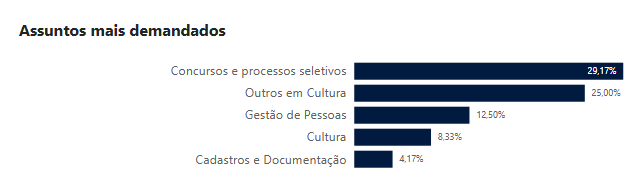 Assuntos mais demandados
Concursos e processos seletivos 29,17%
Outros em Cultura 25,00%
Gestão de Pessoas 12,50%
Cultura 8,33%
Cadastros e Documentação 4,17%